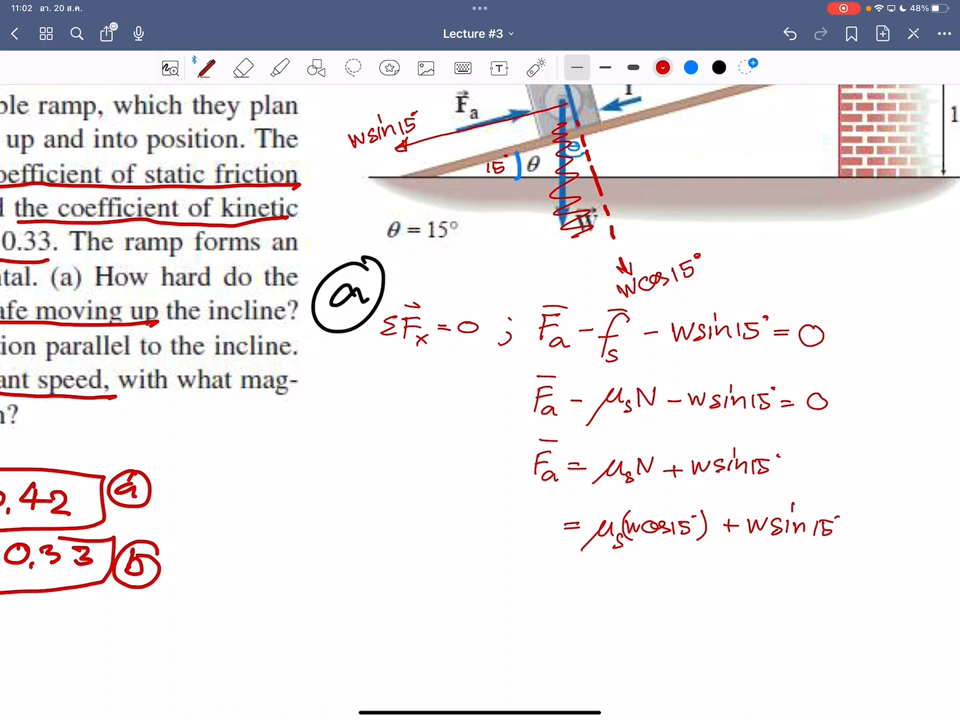 11:02 อา. 20 ส.ค.
48%
Lecture #3
ble ramp, which they plan
up and into position. The
oefficient of static friction
d the coefficient of kinetic
0.33. The ramp forms an
ntal. (a) How hard do the
afe moving up the incline?
ion parallel to the incline.
ant speed, with what mag-
n?
0,42 (a)
0,33 (b)
F⃗a
f⃗
wsin15°
15° θ
θ
W⃗
1
θ = 15°
wcos15°
(a)
ΣF⃗x = 0 ; F̄a - f̄s - wsin15° = 0
F̄a - μsN - wsin15° = 0
F̄a = μsN + wsin15°
= μs(wcos15°) + wsin15°